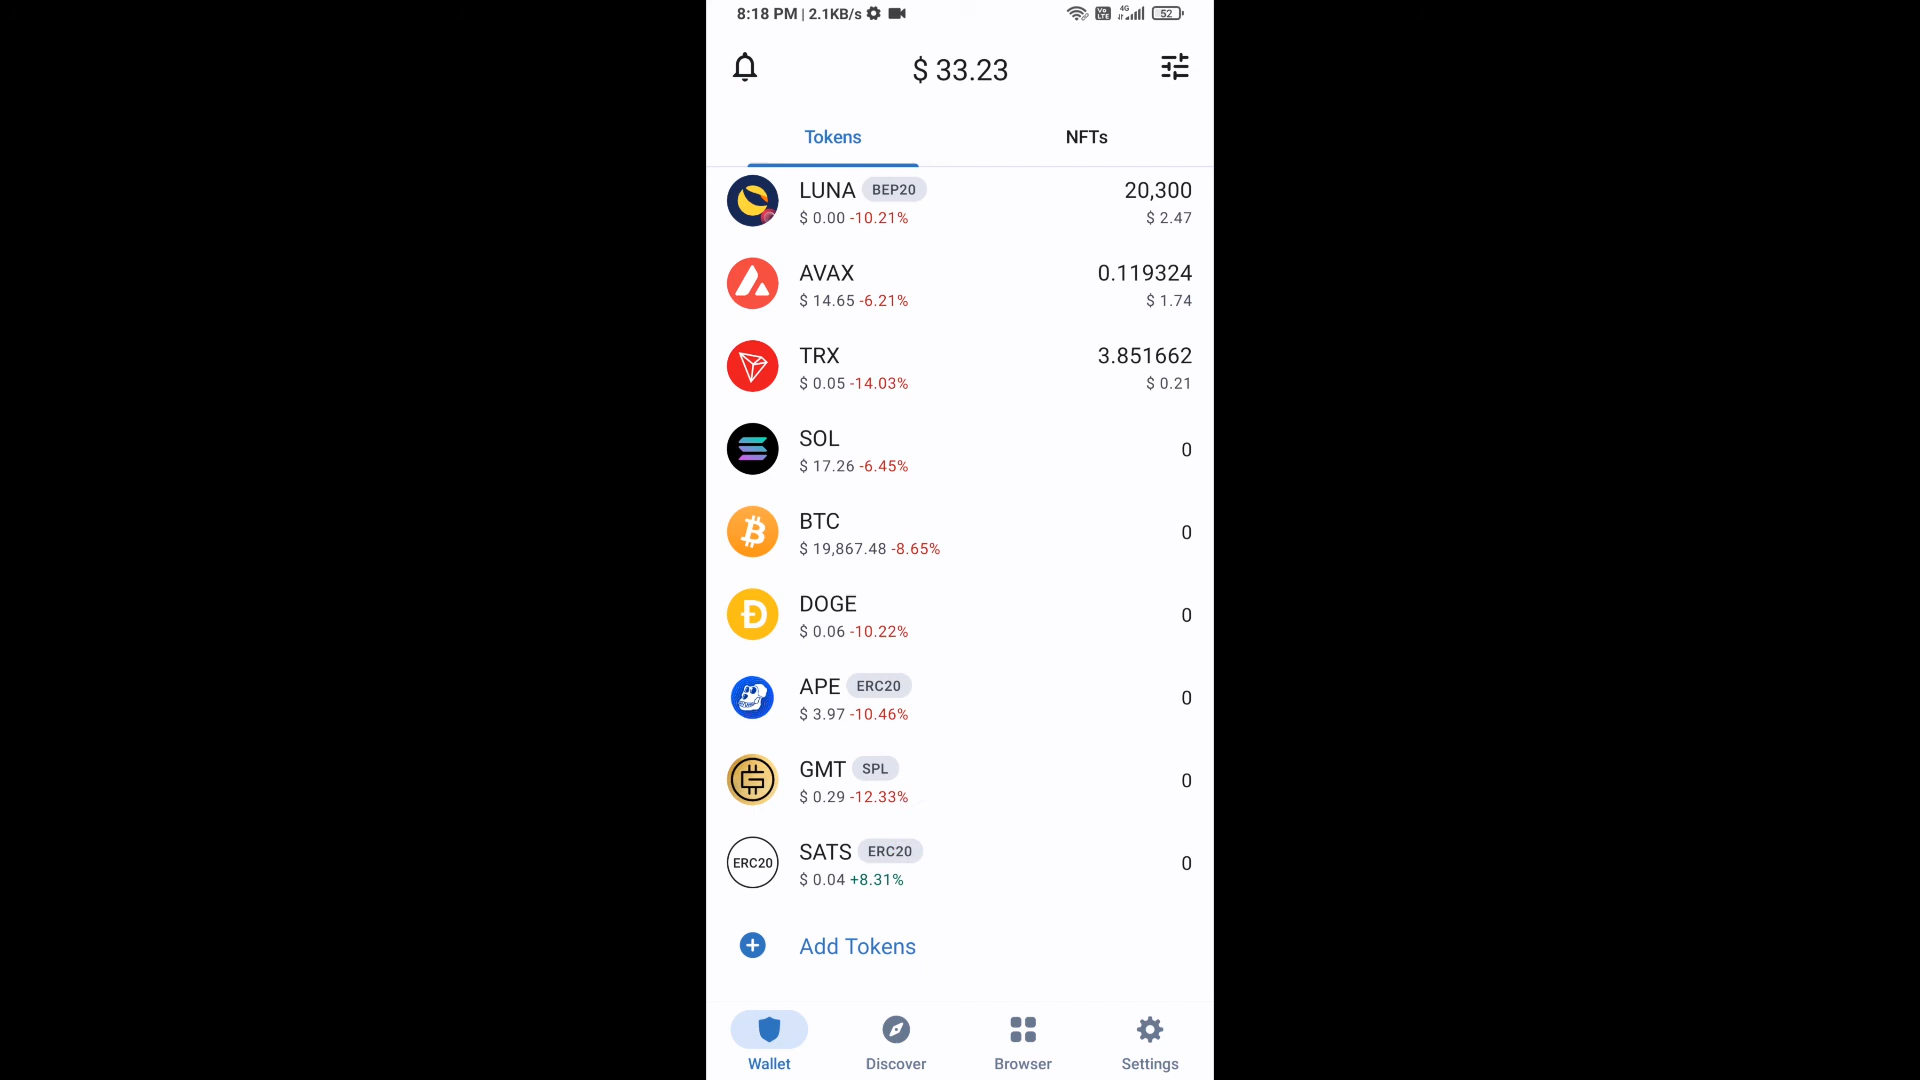 8:18 PM | 2.1KB/s Vo LTE 4G 52
$ 33.23
Tokens NFTs
LUNA BEP20 20,300
$ 0.00 -10.21% $ 2.47
AVAX 0.119324
$ 14.65 -6.21% $ 1.74
TRX 3.851662
$ 0.05 -14.03% $ 0.21
SOL
$ 17.26 -6.45% 0
BTC
$ 19,867.48 -8.65% 0
DOGE
$ 0.06 -10.22% 0
APE ERC20
$ 3.97 -10.46% 0
GMT SPL
$ 0.29 -12.33% 0
ERC20 SATS ERC20
$ 0.04 +8.31% 0
Add Tokens
Wallet Discover Browser Settings